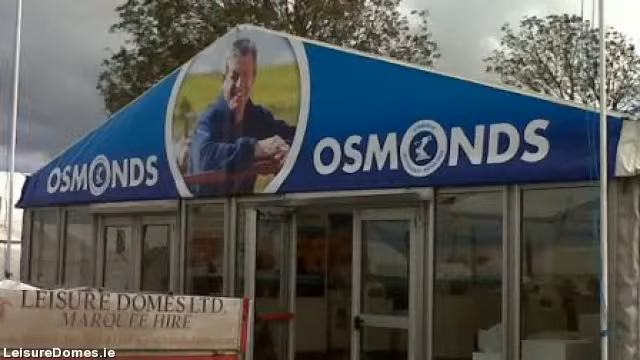 OSMONDS
OSMONDS
LEISURE DOMES LTD.
MARQUEE HIRE
LeisureDomes.ie